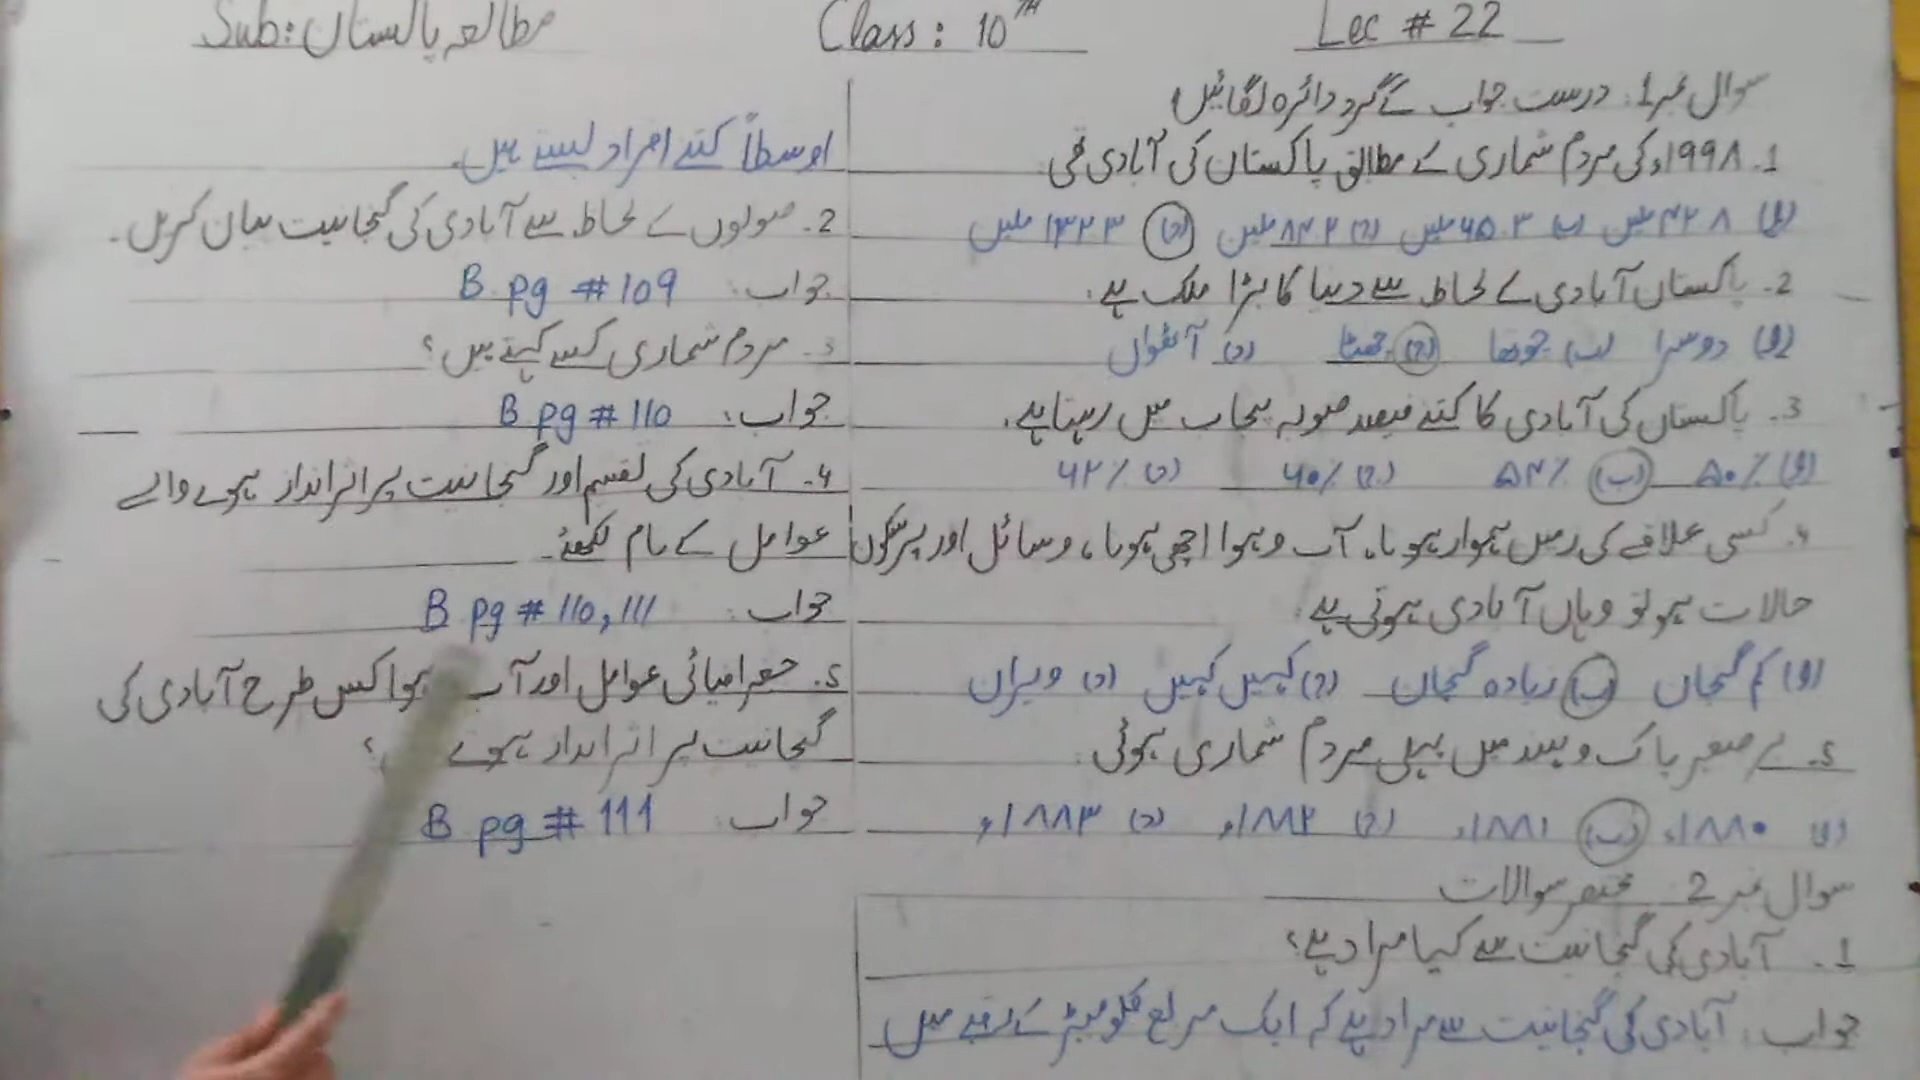 Sub: مطالعہ پاکستان
Class: 10TH
Lec # 22
سوال نمبر 1. درست جواب کے گرد دائرہ لگائیں
1. ۱۹۹۸ء کی مردم شماری کے مطابق پاکستان کی آبادی تھی
(ا) ۴۲.۸ ملین (ب) ۶۵.۳ ملین (ج) ۸۴.۲ ملین (د) ۱۳۲.۳ ملین
2. پاکستان آبادی کے لحاظ سے دنیا کا بڑا ملک ہے۔
(ا) دوسرا (ب) چوتھا (ج) چھٹا (د) آٹھواں
3. پاکستان کی آبادی کا کتنے فیصد صوبہ پنجاب میں رہتا ہے۔
(ا) ۵۰٪ (ب) ۵۴٪ (ج) ۶۰٪ (د) ۶۲٪
۴. کسی علاقے کی زمین ہموار ہونا، آب و ہوا اچھی ہونا، وسائل اور پرسکون
حالات ہو تو وہاں آبادی ہوتی ہے۔
(ا) کم گنجان (ب) زیادہ گنجان (ج) کہیں کہیں (د) ویران
5. برصغیر پاک و ہند میں پہلی مردم شماری ہوئی
(ا) ۱۸۸۰ء (ب) ۱۸۸۱ء (ج) ۱۸۸۲ء (د) ۱۸۸۳ء
سوال نمبر 2 مختصر سوالات
1. آبادی کی گنجانیت سے کیا مراد ہے؟
جواب: آبادی کی گنجانیت سے مراد ہے کہ ایک مربع کلومیٹر کے رقبے میں
اوسطاً کتنے افراد بستے ہیں۔
2. صوبوں کے لحاظ سے آبادی کی گنجانیت بیان کریں۔
جواب: B pg # 109
3. مردم شماری کسے کہتے ہیں؟
جواب: B pg # 110
۴. آبادی کی تقسیم اور گنجانیت پر اثر انداز ہونے والے
عوامل کے نام لکھئے۔
جواب: B pg # 110, 111
5. جغرافیائی عوامل اور آب ہوا کس طرح آبادی کی
گنجانیت پر اثر انداز ہوتے ؟
جواب B pg # 111